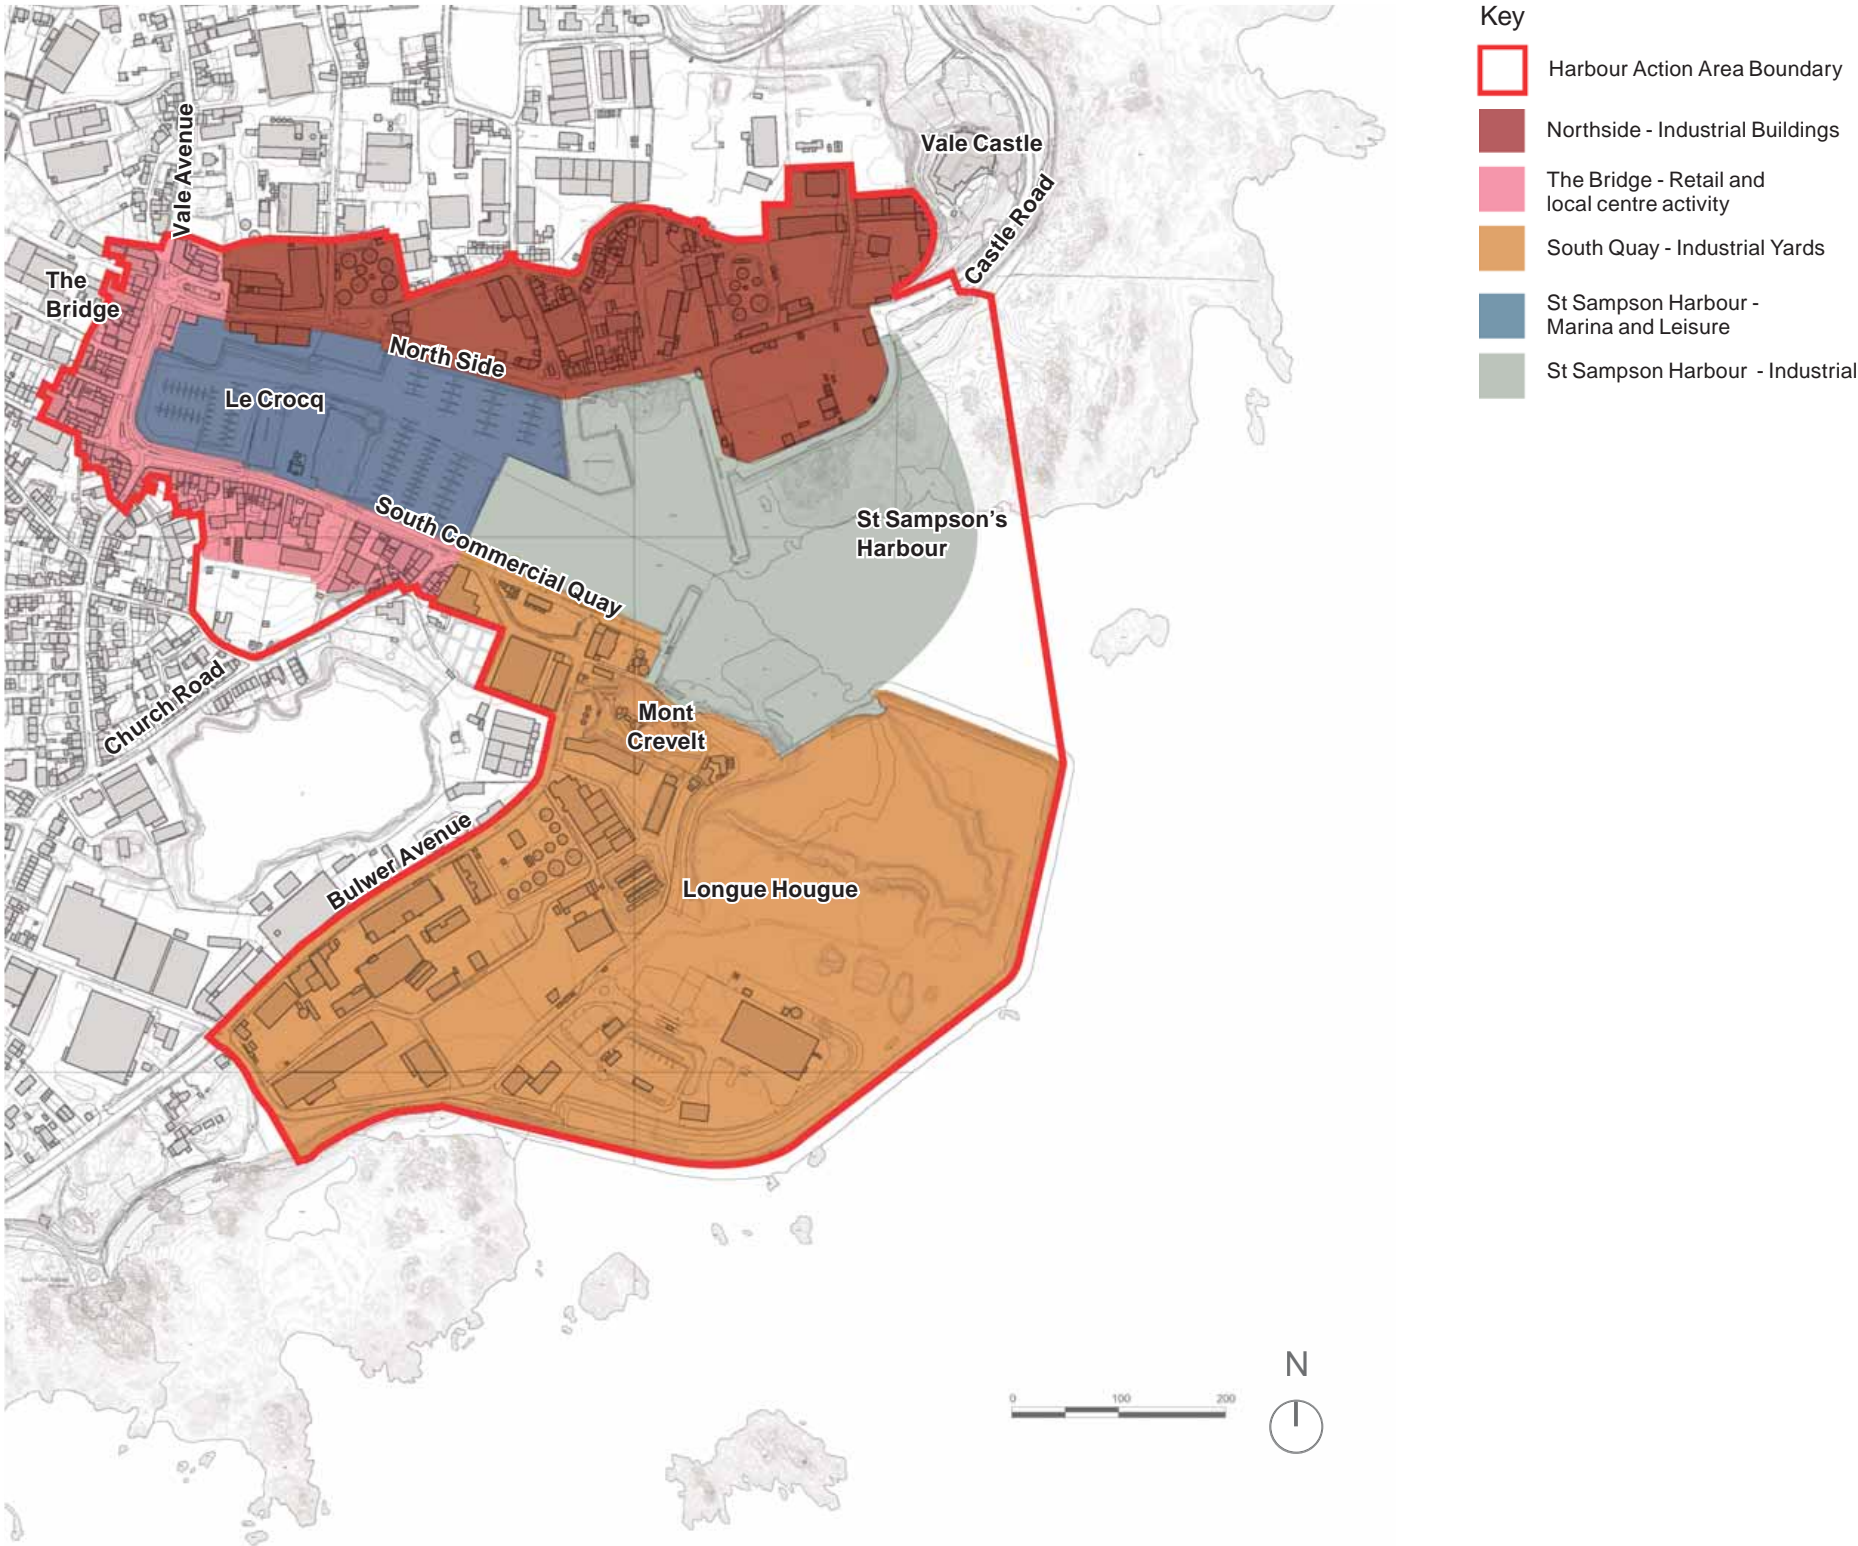 Key
Harbour Action Area Boundary
Northside - Industrial Buildings
The Bridge - Retail and
local centre activity
South Quay - Industrial Yards
St Sampson Harbour -
Marina and Leisure
St Sampson Harbour - Industrial
Vale Avenue
Vale Castle
Castle Road
The
Bridge
North Side
Le Crocq
South Commercial Quay
St Sampson's
Harbour
Church Road
Mont
Crevelt
Bulwer Avenue
Longue Hougue
N
0 100 200